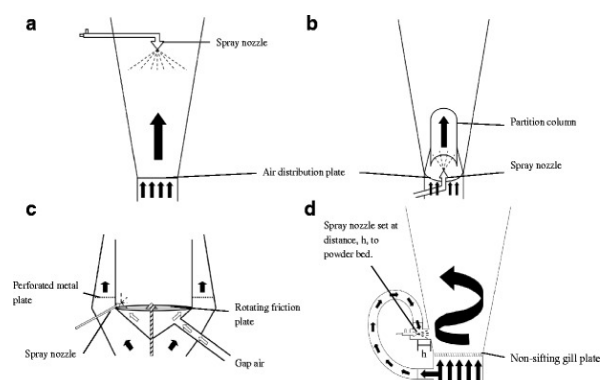 a
Spray nozzle
b
Partition column
Spray nozzle
Air distribution plate
c
Perforated metal
plate
Spray nozzle
Rotating friction
plate
Gap air
d
Spray nozzle set at
distance, h, to
powder bed.
h
Non-sifting gill plate